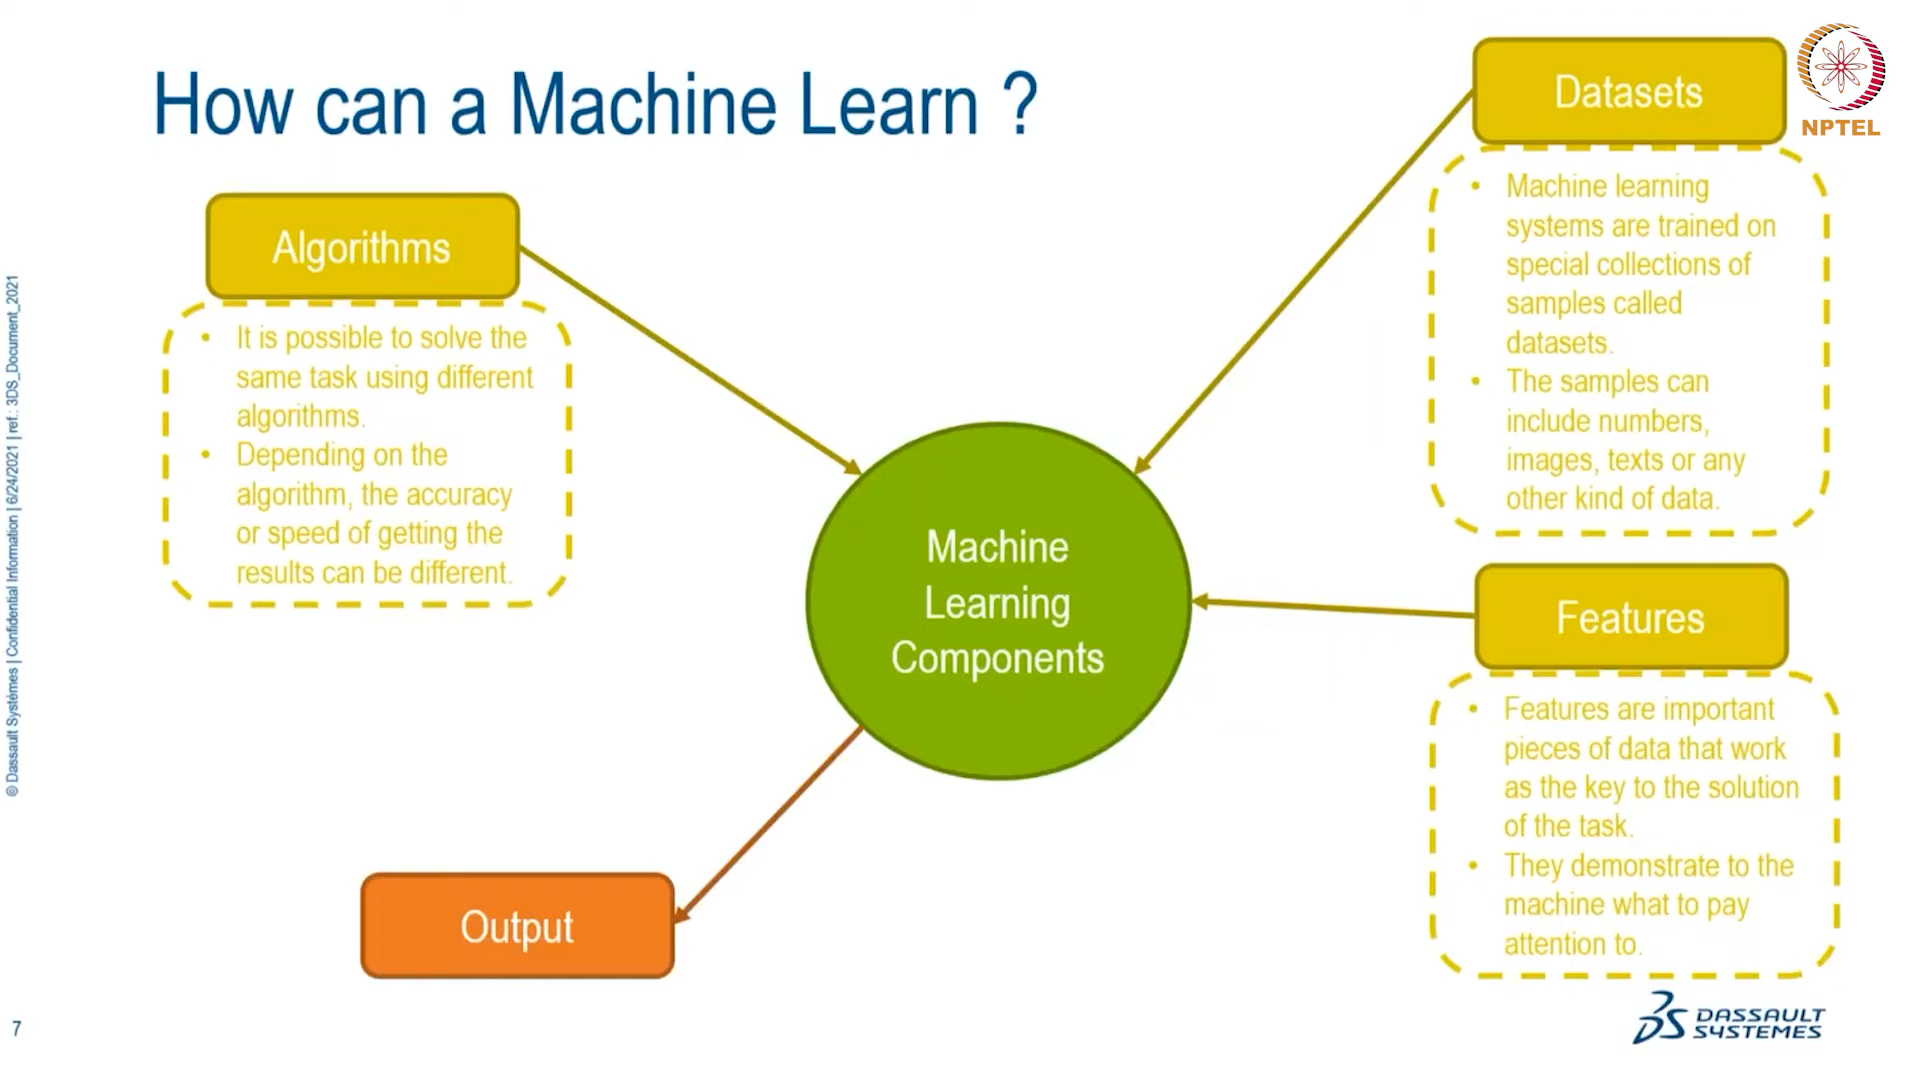 How can a Machine Learn ?
Datasets
NPTEL
• Machine learning
systems are trained on
special collections of
samples called
datasets.
• The samples can
include numbers,
images, texts or any
other kind of data.
Algorithms
• It is possible to solve the
same task using different
algorithms.
• Depending on the
algorithm, the accuracy
or speed of getting the
results can be different.
Machine
Learning
Components
Features
• Features are important
pieces of data that work
as the key to the solution
of the task.
• They demonstrate to the
machine what to pay
attention to.
Output
© Dassault Systèmes | Confidential Information | 6/24/2021 | ref.: 3DS_Document_2021
7
DASSAULT
SYSTEMES